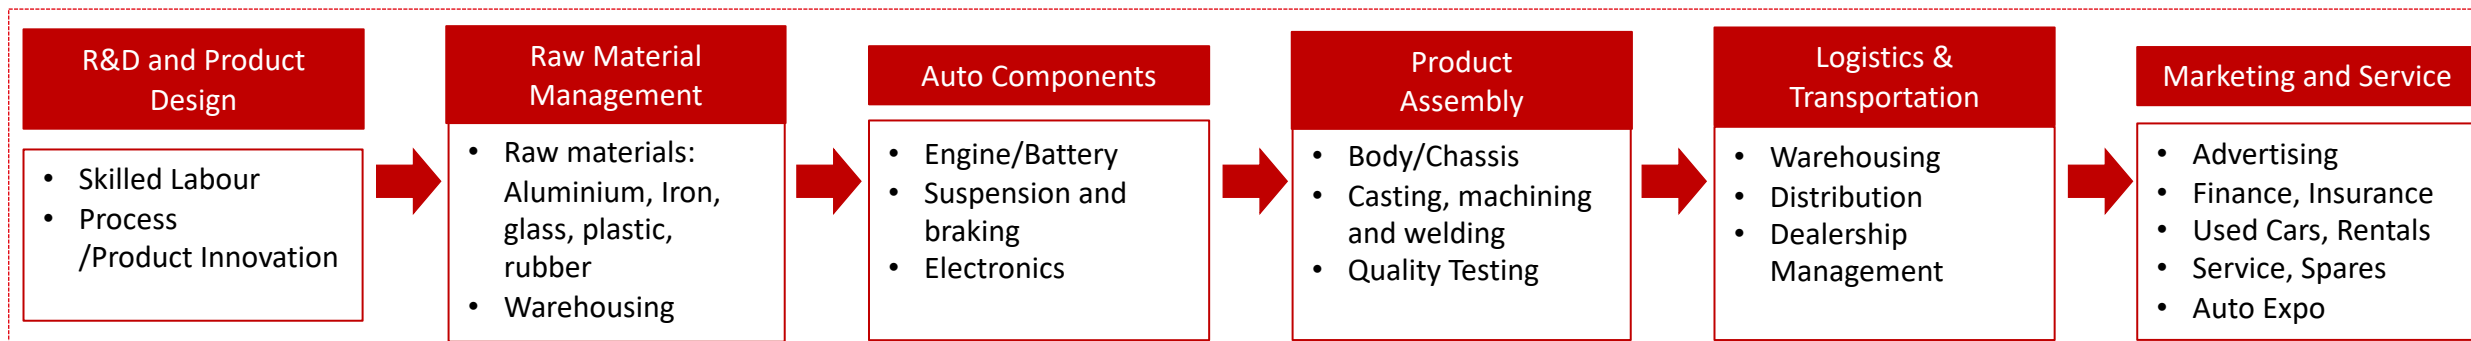 R&D and Product
Design
• Skilled Labour
• Process
/Product Innovation
Raw Material
Management
• Raw materials:
Aluminium, Iron,
glass, plastic,
rubber
• Warehousing
Auto Components
• Engine/Battery
• Suspension and
braking
• Electronics
Product
Assembly
• Body/Chassis
• Casting, machining
and welding
• Quality Testing
Logistics &
Transportation
• Warehousing
• Distribution
• Dealership
Management
Marketing and Service
• Advertising
• Finance, Insurance
• Used Cars, Rentals
• Service, Spares
• Auto Expo